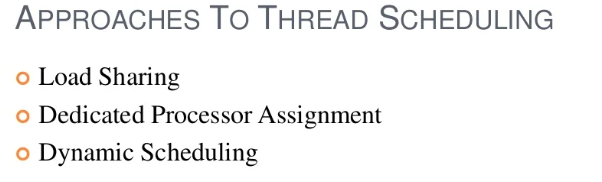 APPROACHES TO THREAD SCHEDULING
Load Sharing
Dedicated Processor Assignment
Dynamic Scheduling